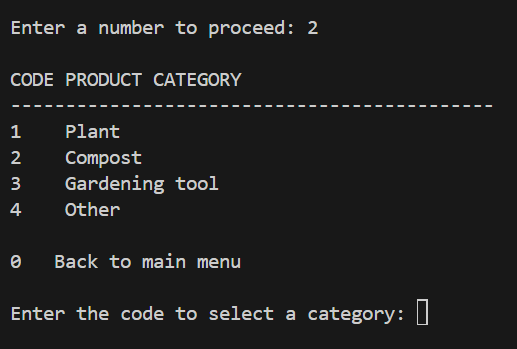 Enter a number to proceed: 2
CODE PRODUCT CATEGORY
--------------------------------------------
1    Plant
2    Compost
3    Gardening tool
4    Other
0   Back to main menu
Enter the code to select a category: